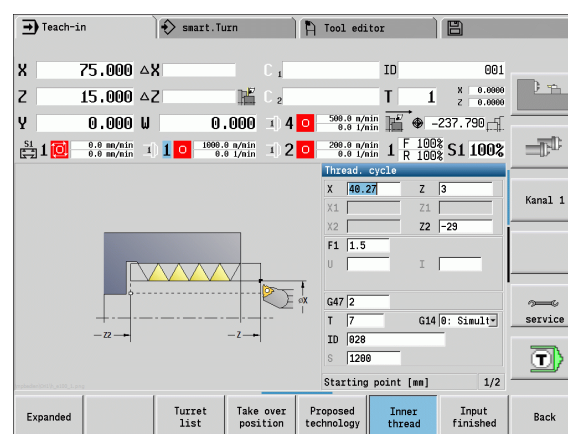 Teach-in smart.Turn Tool editor
X 75.000 △X C 1 ID 001
Z 15.000 △Z C 2 T 1 X 0.0000 Z 0.0000
Y 0.000 W 0.000 4 500.0 m/min 0.0 1/min -237.790
S1 1 0.0 mm/min 0.0 mm/min 1 1000.0 m/min 0.0 1/min 2 200.0 m/min 0.0 1/min 1 F 100% R 100% S1 100%
Thread. cycle
X 40.27 Z 3
X1 Z1
X2 Z2 -29
F1 1.5
U I
G47 2
T 7 G14 0: Simult
ID 028
S 1200
Starting point [mm] 1/2
øX
Z2 Z
Kanal 1
service
T
Expanded
Turret list
Take over position
Proposed technology
Inner thread
Input finished
Back